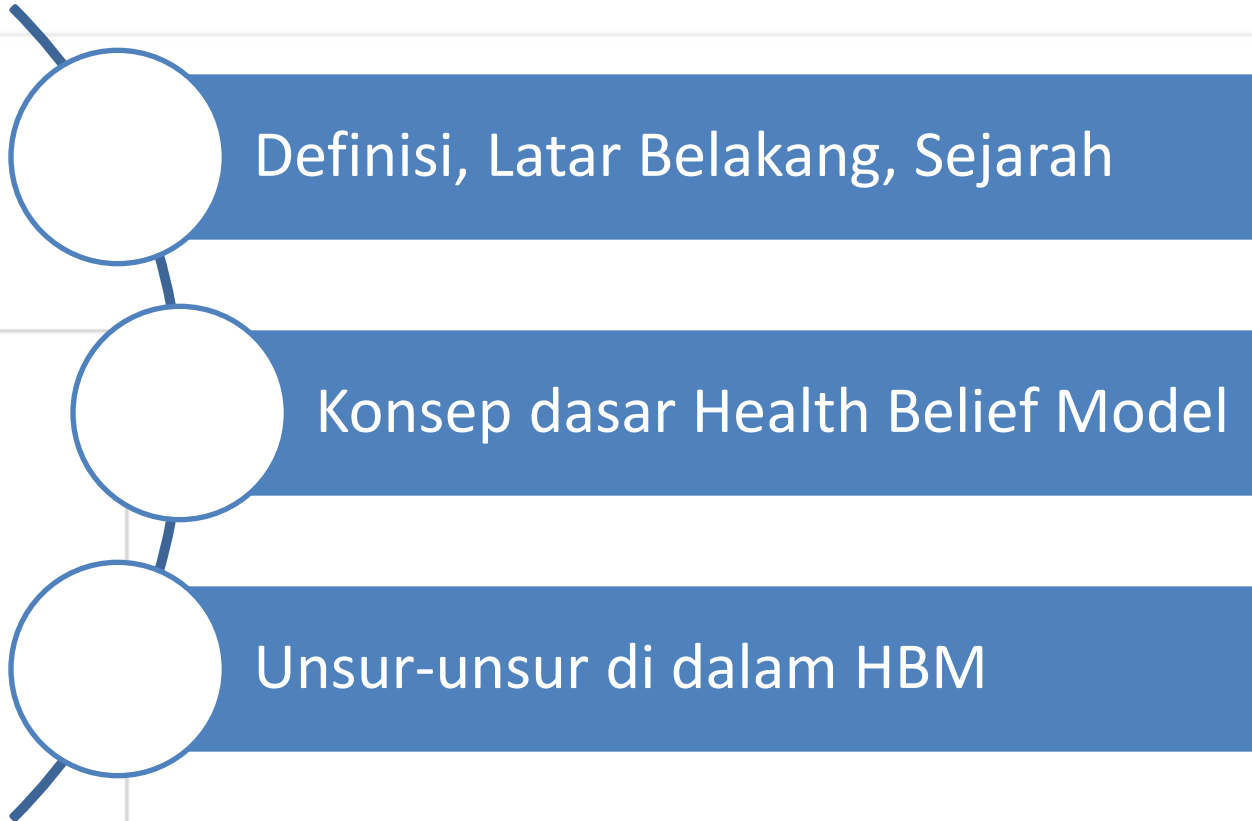 Definisi, Latar Belakang, Sejarah
Konsep dasar Health Belief Model
Unsur-unsur di dalam HBM